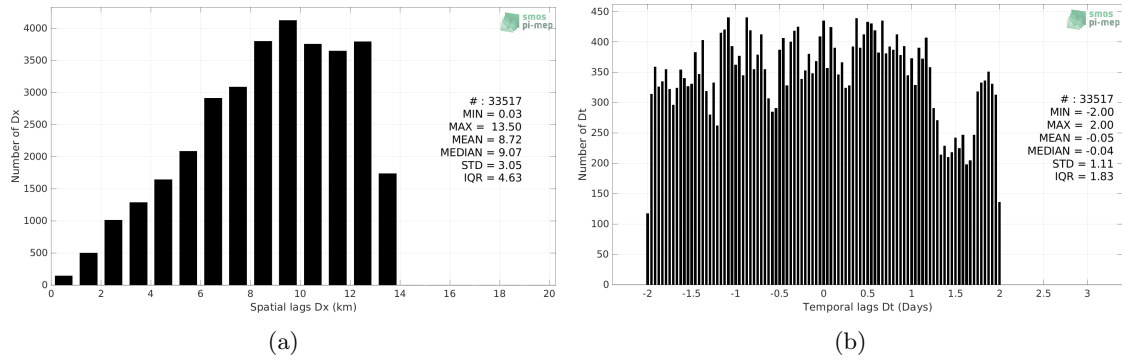 smos
pi-mep
4000
3500
3000
2500
2000
1500
1000
500
0
Number of Dx
# : 33517
MIN = 0.03
MAX = 13.50
MEAN = 8.72
MEDIAN = 9.07
STD = 3.05
IQR = 4.63
0 2 4 6 8 10 12 14 16 18 20
Spatial lags Dx (km)
(a)
smos
pi-mep
450
400
350
300
250
200
150
100
50
0
Number of Dt
# : 33517
MIN = -2.00
MAX = 2.00
MEAN = -0.05
MEDIAN = -0.04
STD = 1.11
IQR = 1.83
-2 -1.5 -1 -0.5 0 0.5 1 1.5 2 2.5 3
Temporal lags Dt (Days)
(b)